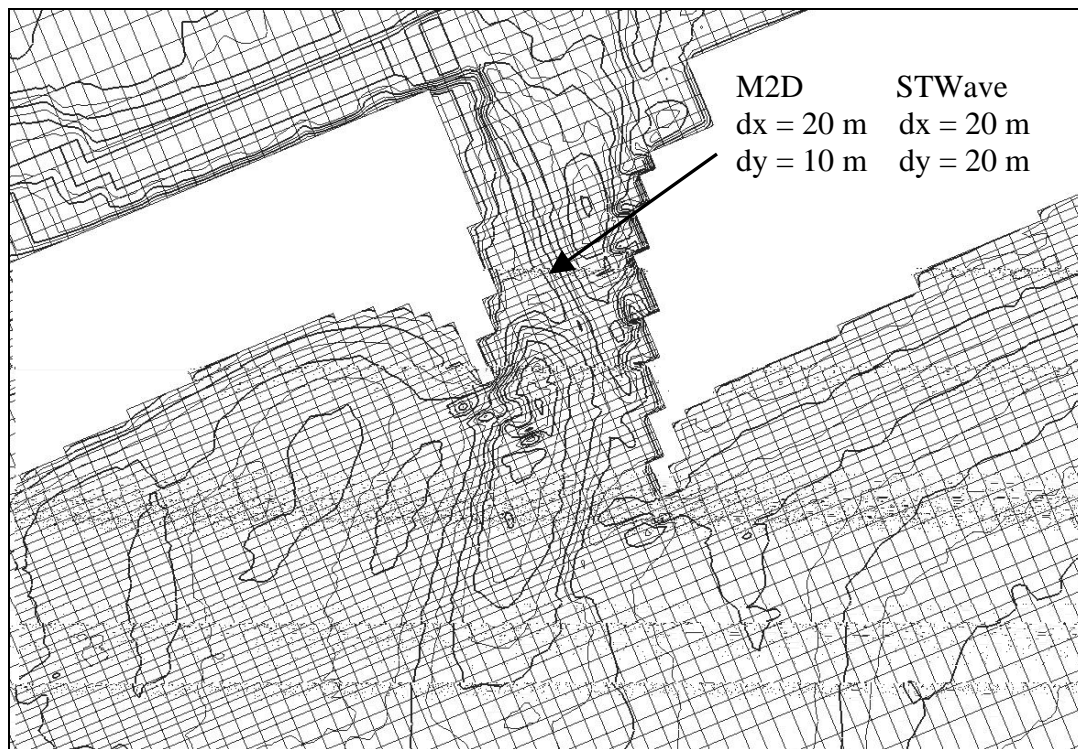 M2D STWave
dx = 20 m dx = 20 m
dy = 10 m dy = 20 m